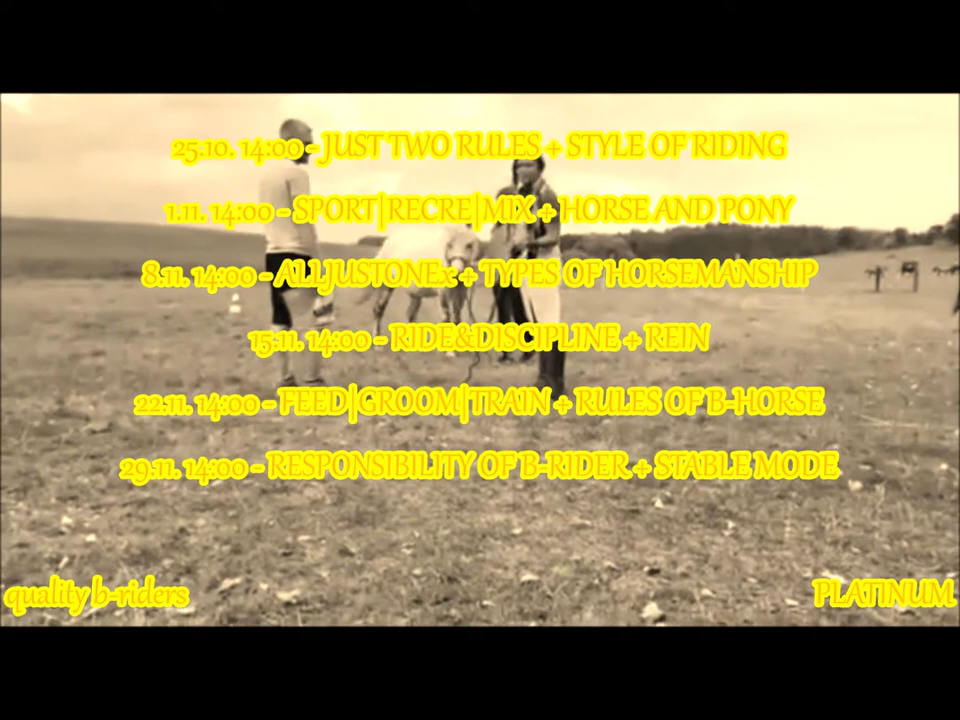 25.10. 14:00 - JUST TWO RULES + STYLE OF RIDING
1.11. 14:00 - SPORT|RECRE|MIX + HORSE AND PONY
8.11. 14:00 - ALLJUSTONEx + TYPES OF HORSEMANSHIP
15.11. 14:00 - RIDE&DISCIPLINE + REIN
22.11. 14:00 - FEED|GROOM|TRAIN + RULES OF B-HORSE
29.11. 14:00 - RESPONSIBILITY OF B-RIDER + STABLE MODE
quality b-riders
PLATINUM